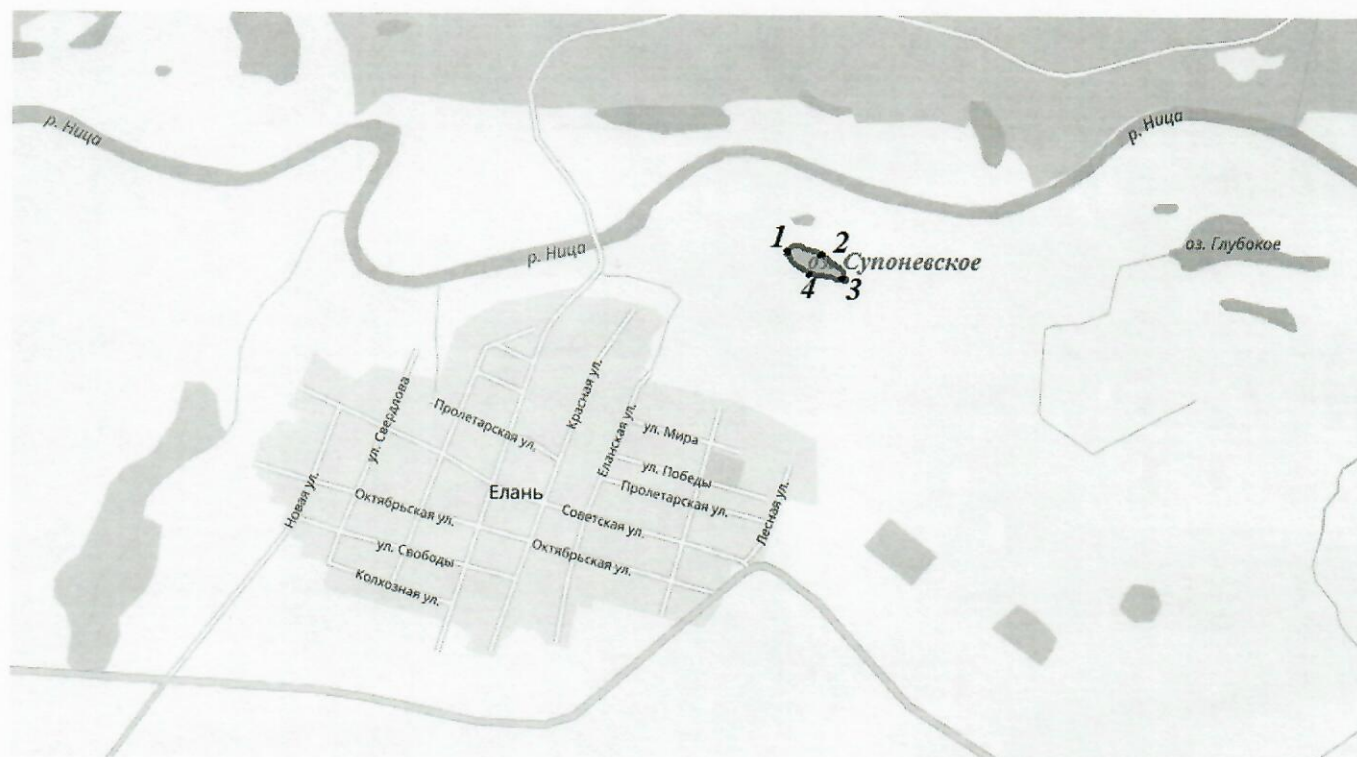 р. Ница
р. Ница
р. Ница
1
2
оз. Супоневское
4
3
оз. Глубокое
ул. Свердлова
Пролетарская ул.
Красная ул.
Еланская ул.
ул. Мира
ул. Победы
Пролетарская ул.
Лесная ул.
Новая ул.
Елань
Октябрьская ул.
Советская ул.
ул. Свободы
Октябрьская ул.
Колхозная ул.